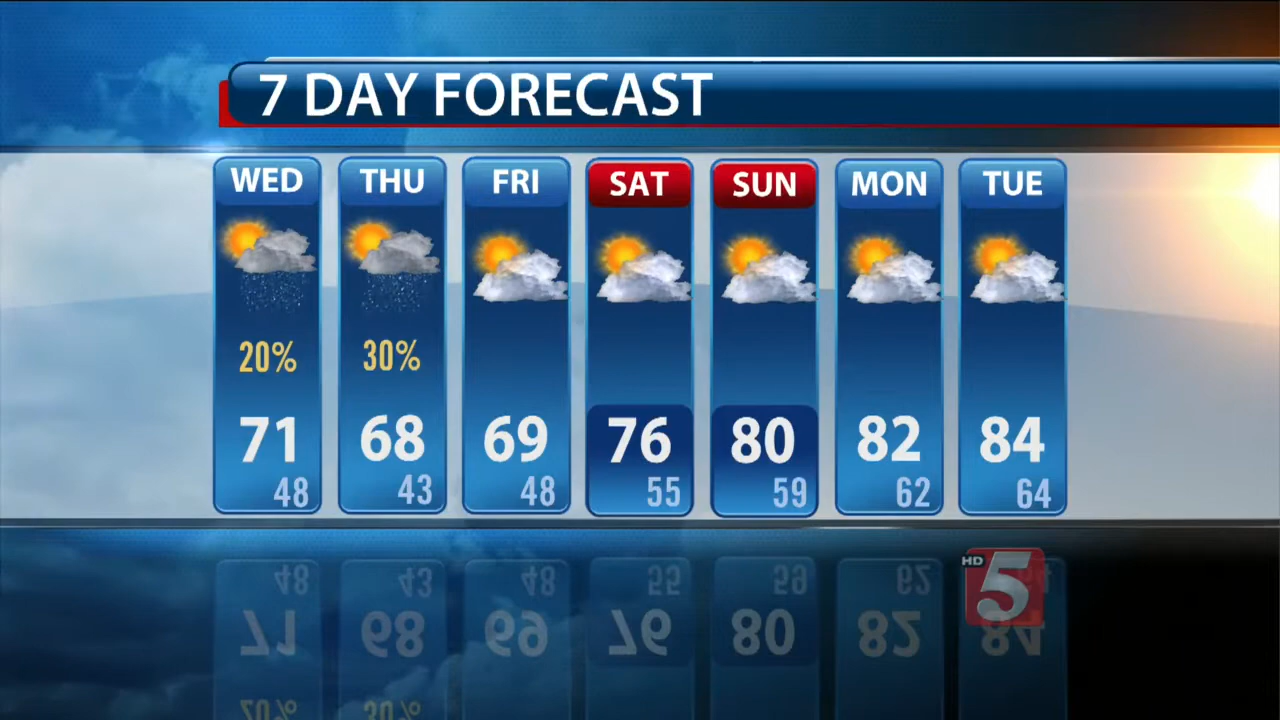 7 DAY FORECAST
WED THU FRI SAT SUN MON TUE
20% 30%
71 68 69 76 80 82 84
48 43 48 55 59 62 64
HD 5